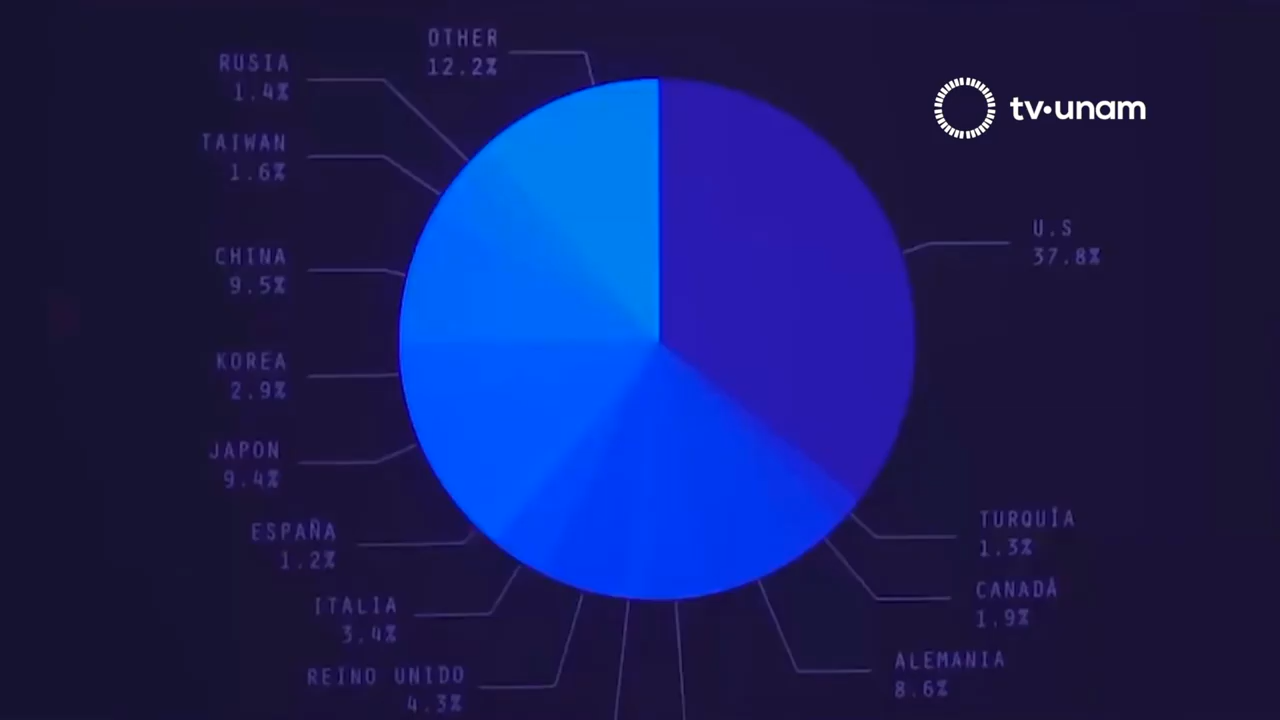 OTHER
12.2%
RUSIA
1.4%
TAIWAN
1.6%
CHINA
9.5%
KOREA
2.9%
JAPON
9.4%
ESPAÑA
1.2%
ITALIA
3.4%
REINO UNIDO
4.3%
tv·unam
U.S
37.8%
TURQUÍA
1.3%
CANADÁ
1.9%
ALEMANIA
8.6%